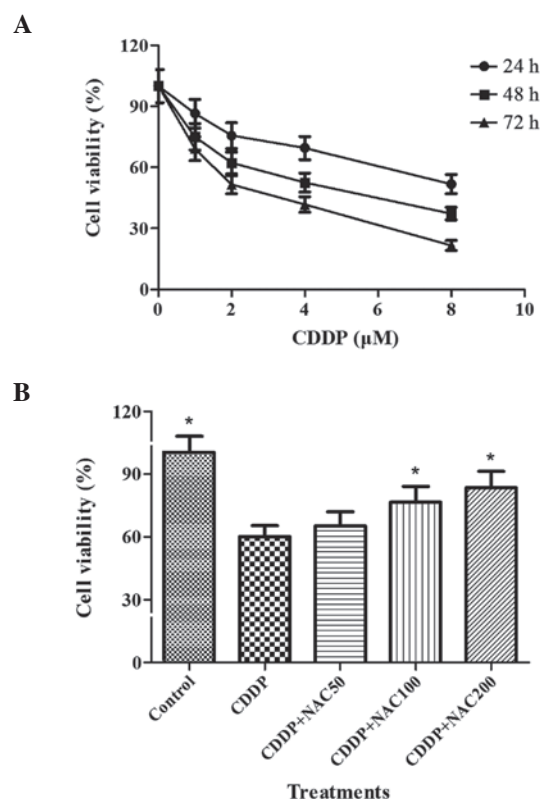 A
120
90
60
30
0
Cell viability (%)
24 h
48 h
72 h
0
2
4
6
8
10
CDDP (µM)
B
120
90
60
30
0
Cell viability (%)
*
*
*
Control
CDDP
CDDP+NAC50
CDDP+NAC100
CDDP+NAC200
Treatments